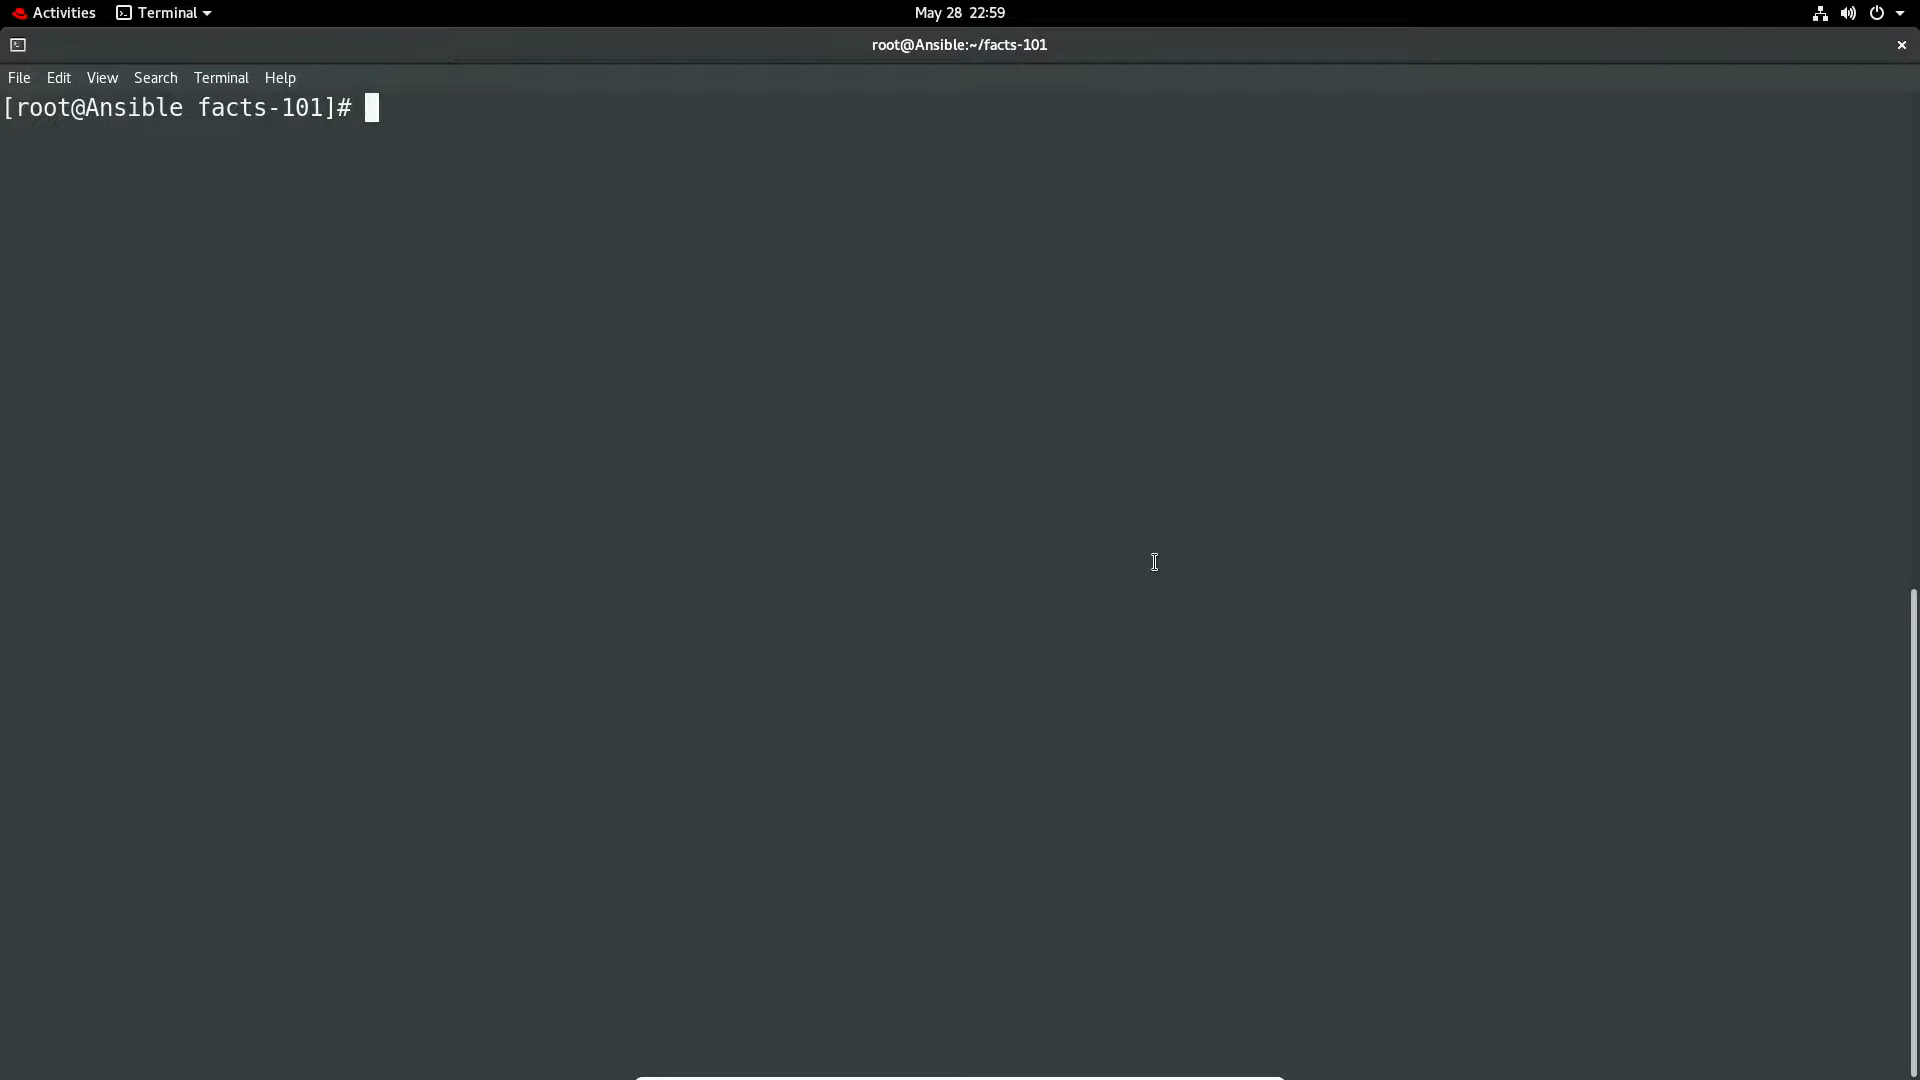 Activities Terminal May 28 22:59
root@Ansible:~/facts-101
File Edit View Search Terminal Help
[root@Ansible facts-101]#